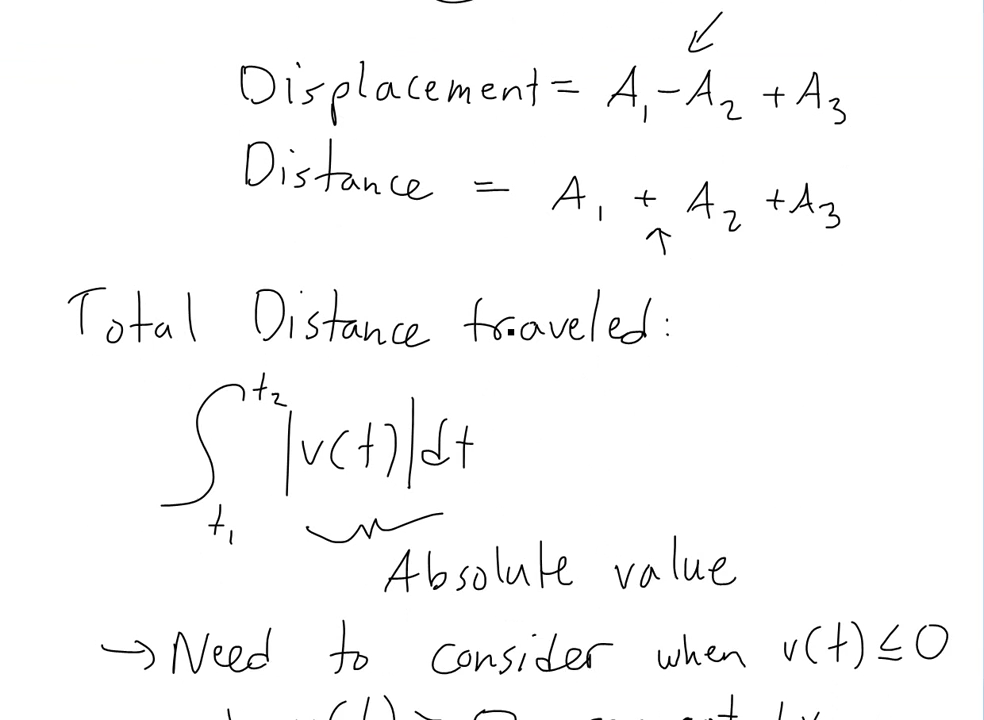 Displacement = A₁ - A₂ + A₃
Distance = A₁ + A₂ + A₃
Total Distance traveled:
∫ₜ₁^t₂ |v(t)| dt
Absolute value
→ Need to consider when v(t) ≤ 0